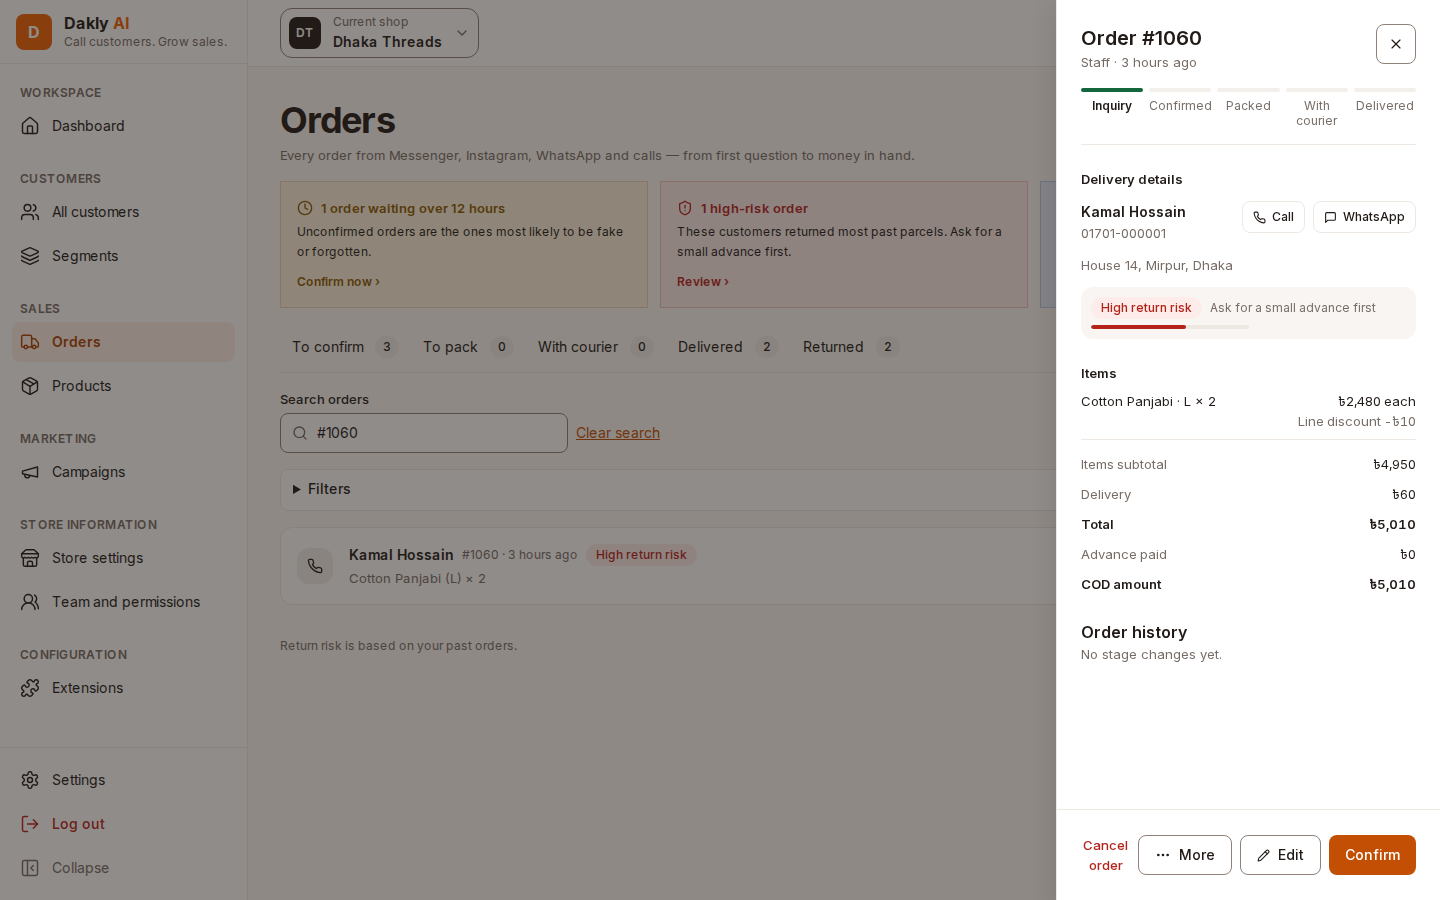 D
Dakly AI
Call customers. Grow sales.
WORKSPACE
Dashboard
CUSTOMERS
All customers
Segments
SALES
Orders
Products
MARKETING
Campaigns
STORE INFORMATION
Store settings
Team and permissions
CONFIGURATION
Extensions
Settings
Log out
Collapse
DT
Current shop
Dhaka Threads
Orders
Every order from Messenger, Instagram, WhatsApp and calls — from first question to money in hand.
1 order waiting over 12 hours
Unconfirmed orders are the ones most likely to be fake
or forgotten.
Confirm now ›
1 high-risk order
These customers returned most past parcels. Ask for a
small advance first.
Review ›
To confirm 3 To pack 0 With courier 0 Delivered 2 Returned 2
Search orders
#1060 Clear search
Filters
Kamal Hossain #1060 · 3 hours ago High return risk
Cotton Panjabi (L) × 2
Return risk is based on your past orders.
Order #1060
Staff · 3 hours ago
Inquiry Confirmed Packed With courier Delivered
Delivery details
Kamal Hossain
01701-000001
Call WhatsApp
House 14, Mirpur, Dhaka
High return risk Ask for a small advance first
Items
Cotton Panjabi · L × 2 ৳2,480 each
Line discount -৳10
Items subtotal ৳4,950
Delivery ৳60
Total ৳5,010
Advance paid ৳0
COD amount ৳5,010
Order history
No stage changes yet.
Cancel order
More Edit Confirm